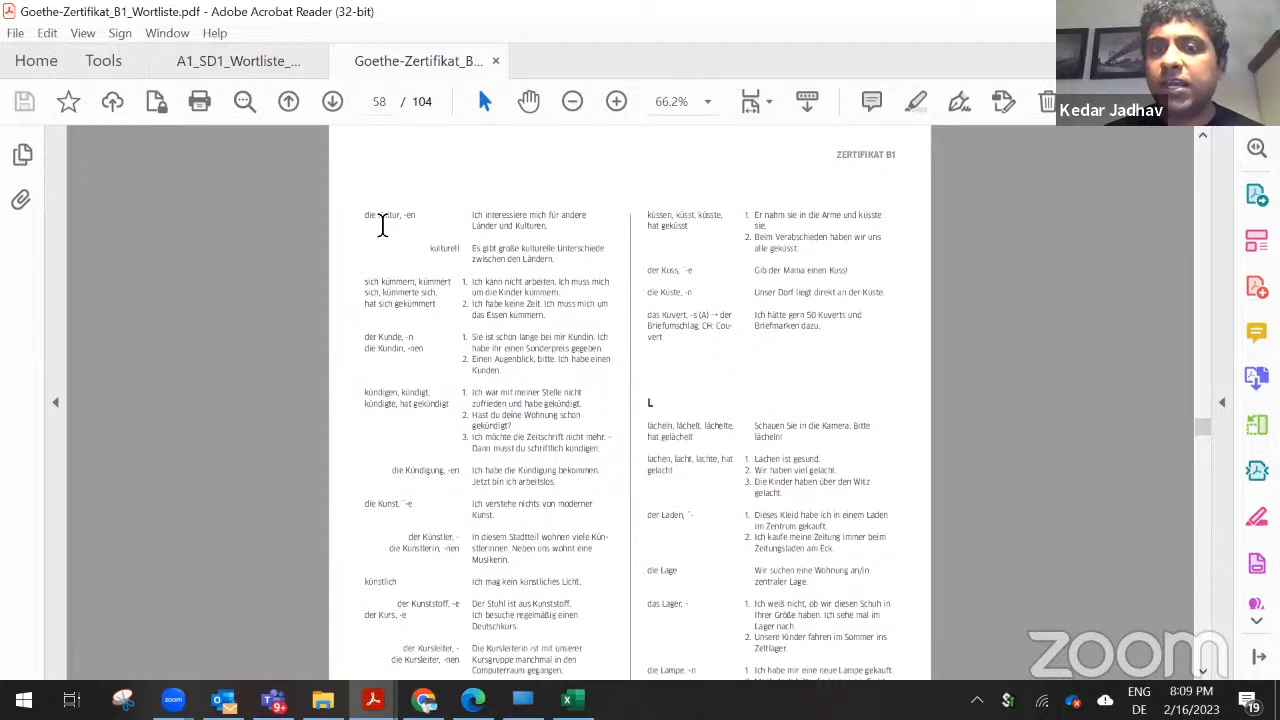 Goethe-Zertifikat_B1_Wortliste.pdf - Adobe Acrobat Reader (32-bit)
File Edit View Sign Window Help
Home Tools A1_SD1_Wortliste_... Goethe-Zertifikat_B... ×
58 / 104 66.2%
Kedar Jadhav
ZERTIFIKAT B1
die tur, -en Ich interessiere mich für andere
Länder und Kulturen.
kulturell Es gibt große kulturelle Unterschiede
zwischen den Ländern.
sich kümmern, kümmert 1. Ich kann nicht arbeiten. Ich muss mich
sich, kümmerte sich, um die Kinder kümmern.
hat sich gekümmert 2. Ich habe keine Zeit. Ich muss mich um
das Essen kümmern.
der Kunde, -n 1. Sie ist schon lange bei mir Kundin. Ich
die Kundin, -nen habe ihr einen Sonderpreis gegeben.
2. Einen Augenblick, bitte. Ich habe einen
Kunden.
kündigen, kündigt, 1. Ich war mit meiner Stelle nicht
kündigte, hat gekündigt zufrieden und habe gekündigt.
2. Hast du deine Wohnung schon
gekündigt?
3. Ich möchte die Zeitschrift nicht mehr. –
Dann musst du schriftlich kündigen.
die Kündigung, -en Ich habe die Kündigung bekommen.
Jetzt bin ich arbeitslos.
die Kunst, ¨-e Ich verstehe nichts von moderner
Kunst.
der Künstler, - In diesem Stadtteil wohnen viele Kün-
die Künstlerin, -nen stlerinnen. Neben uns wohnt eine
Musikerin.
künstlich Ich mag kein künstliches Licht.
der Kunststoff, -e Der Stuhl ist aus Kunststoff.
der Kurs, -e Ich besuche regelmäßig einen
Deutschkurs.
der Kursleiter, - Die Kursleiterin ist mit unserer
die Kursleiter, -nen Kursgruppe manchmal in den
Computerraum gegangen.
küssen, küsst, küsste, 1. Er nahm sie in die Arme und küsste
hat geküsst sie.
2. Beim Verabschieden haben wir uns
alle geküsst.
der Kuss, ¨-e Gib der Mama einen Kuss!
die Küste, -n Unser Dorf liegt direkt an der Küste.
das Kuvert, -s (A) → der Ich hätte gern 50 Kuverts und
Briefumschlag; CH: Cou- Briefmarken dazu.
vert
L
lächeln, lächelt, lächelte, Schauen Sie in die Kamera. Bitte
hat gelächelt lächeln!
lachen, lacht, lachte, hat 1. Lachen ist gesund.
gelacht 2. Wir haben viel gelacht.
3. Die Kinder haben über den Witz
gelacht.
der Laden, ¨- 1. Dieses Kleid habe ich in einem Laden
im Zentrum gekauft.
2. Ich kaufe meine Zeitung immer beim
Zeitungsladen am Eck.
die Lage Wir suchen eine Wohnung an/in
zentraler Lage.
das Lager, - 1. Ich weiß nicht, ob wir diesen Schuh in
Ihrer Größe haben. Ich sehe mal im
Lager nach.
2. Unsere Kinder fahren im Sommer ins
Zeltlager.
die Lampe, -n 1. Ich habe mir eine neue Lampe gekauft.
zoom
zoom
9+
ENG 8:09 PM
DE 2/16/2023 19